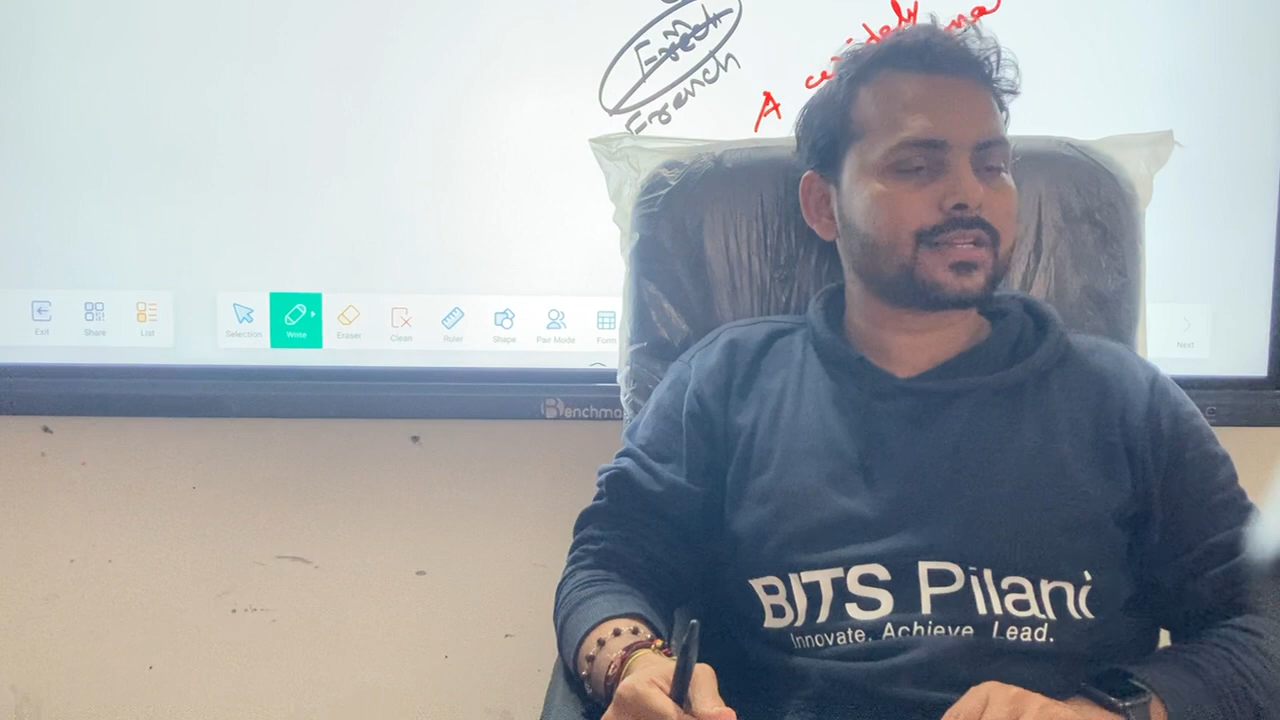 French
A
Exit Share List Selection Write Eraser Clean Ruler Shape Pair Mode Form Next
Benchma
BITS Pilani
Innovate. Achieve Lead.